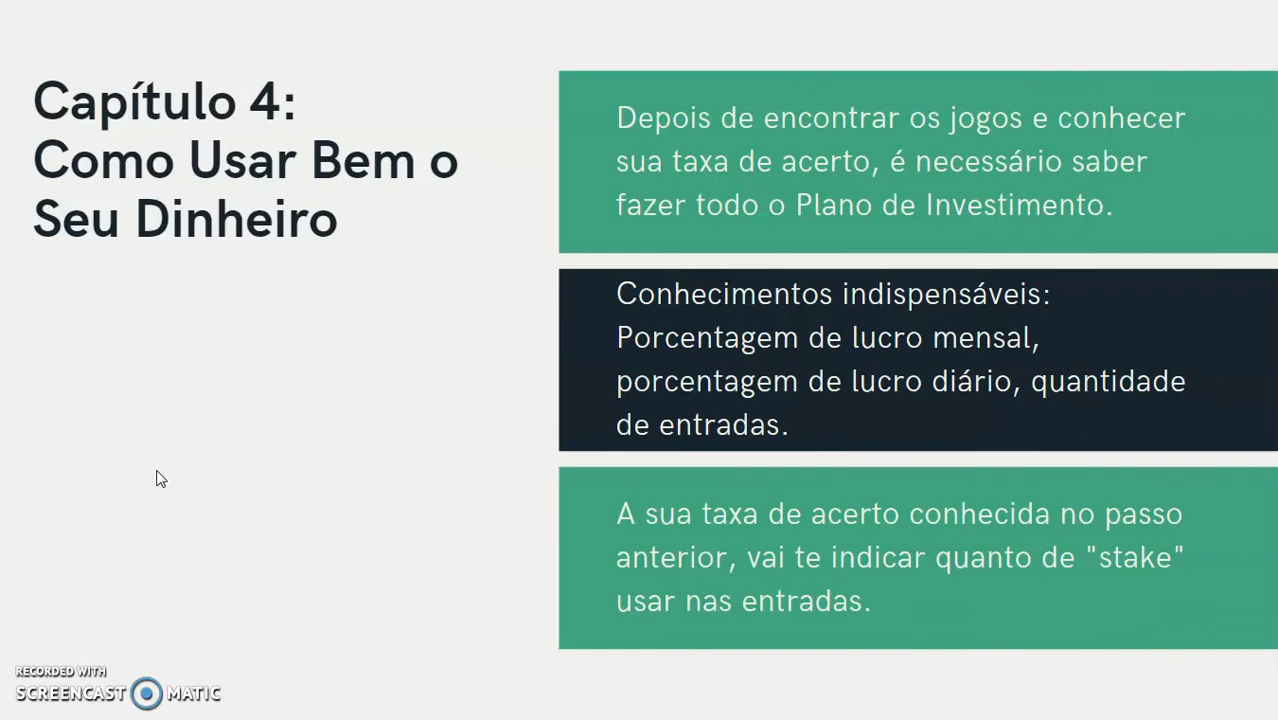 Capítulo 4:
Como Usar Bem o
Seu Dinheiro
Depois de encontrar os jogos e conhecer
sua taxa de acerto, é necessário saber
fazer todo o Plano de Investimento.
Conhecimentos indispensáveis:
Porcentagem de lucro mensal,
porcentagem de lucro diário, quantidade
de entradas.
A sua taxa de acerto conhecida no passo
anterior, vai te indicar quanto de "stake"
usar nas entradas.
RECORDED WITH
SCREENCAST MATIC